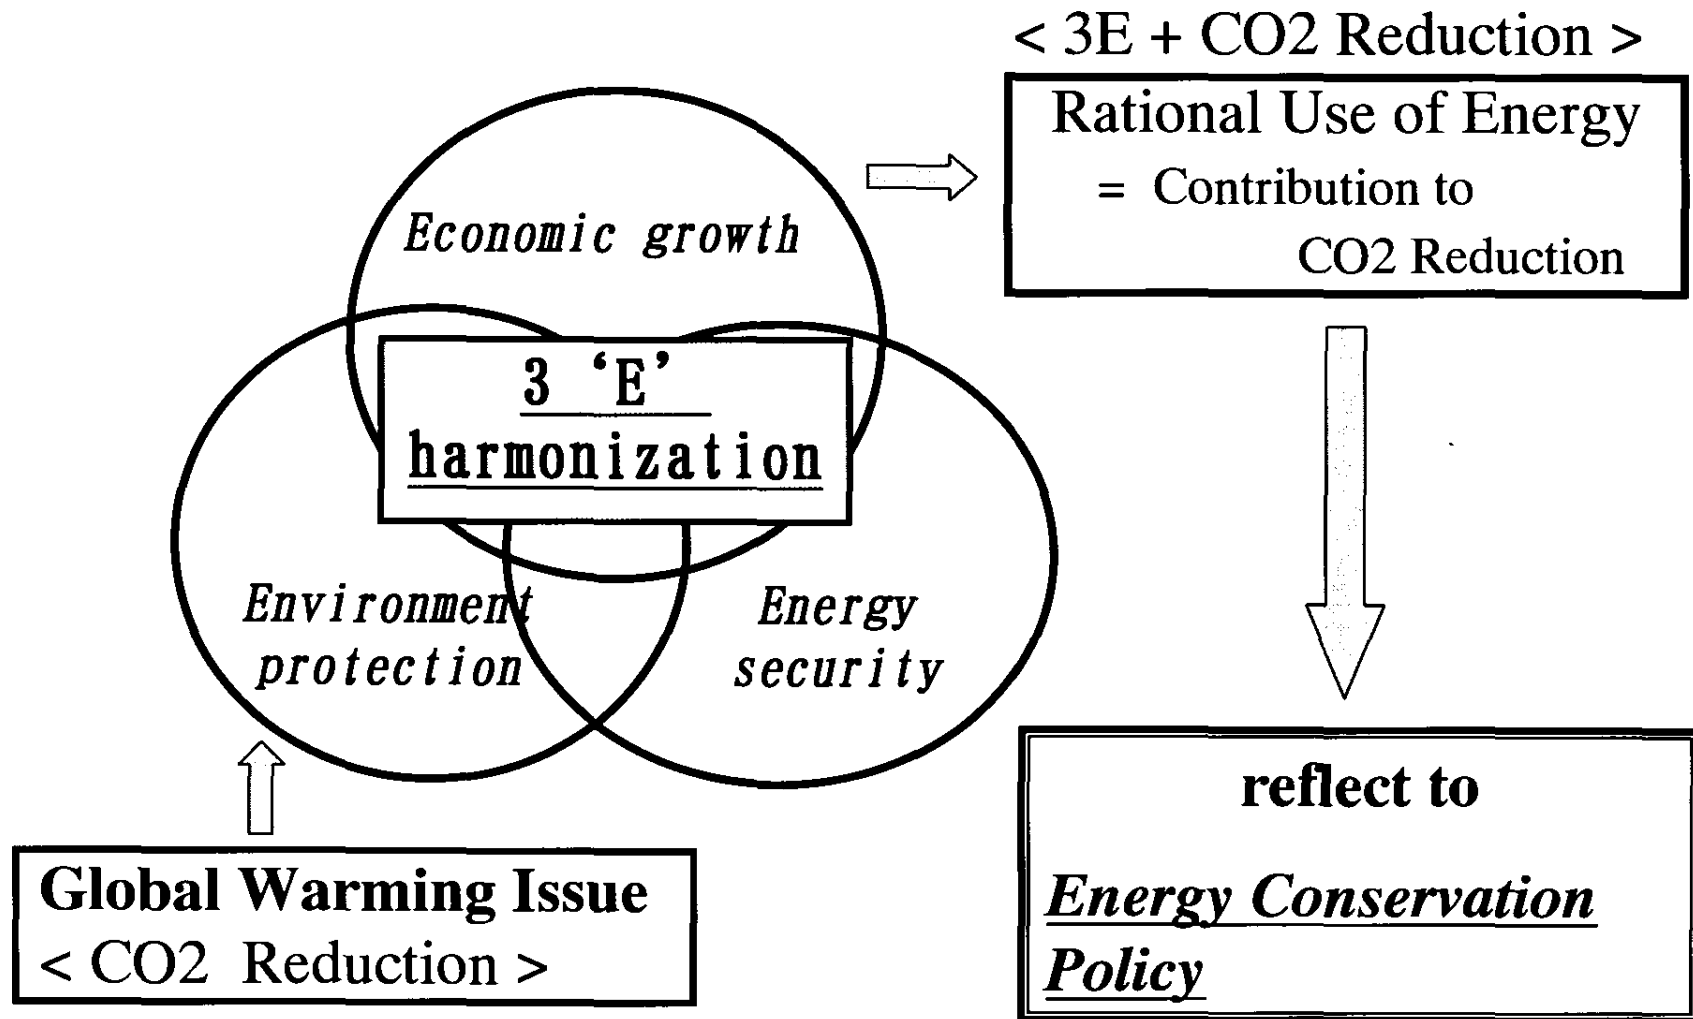 < 3E + CO2 Reduction >
Rational Use of Energy
= Contribution to
CO2 Reduction
Economic growth
3 ‘E’
harmonization
Environment
protection
Energy
security
Global Warming Issue
< CO2 Reduction >
reflect to
Energy Conservation
Policy